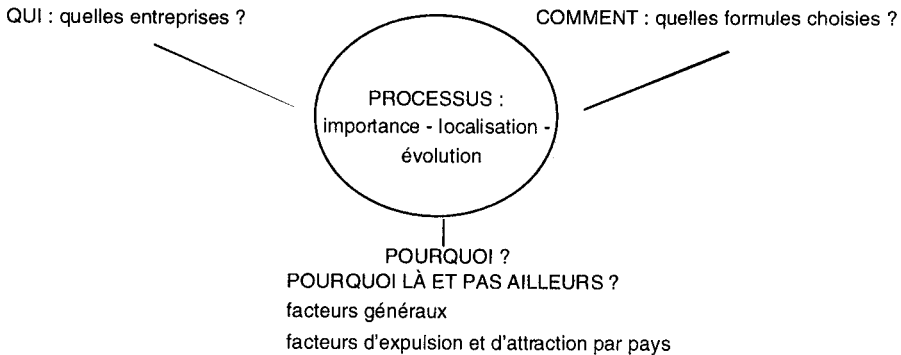 QUI : quelles entreprises ?
COMMENT : quelles formules choisies ?
PROCESSUS :
importance - localisation -
évolution
POURQUOI ?
POURQUOI LÀ ET PAS AILLEURS ?
facteurs généraux
facteurs d'expulsion et d'attraction par pays